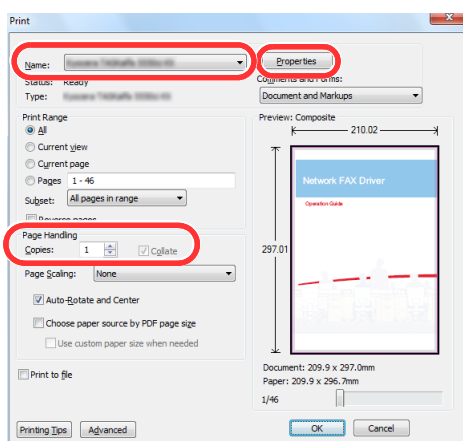 Print
Name:
Properties
Status: Ready
Comments and Forms:
Type:
Document and Markups
Print Range
All
Current view
Current page
Pages 1 - 46
Subset: All pages in range
Reverse pages
Page Handling
Copies: 1 Collate
Page Scaling: None
Auto-Rotate and Center
Choose paper source by PDF page size
Use custom paper size when needed
Print to file
Printing Tips Advanced
Preview: Composite
210.02
297.01
Network FAX Driver
Operation Guide
Document: 209.9 x 297.0mm
Paper: 209.9 x 296.7mm
1/46
OK Cancel